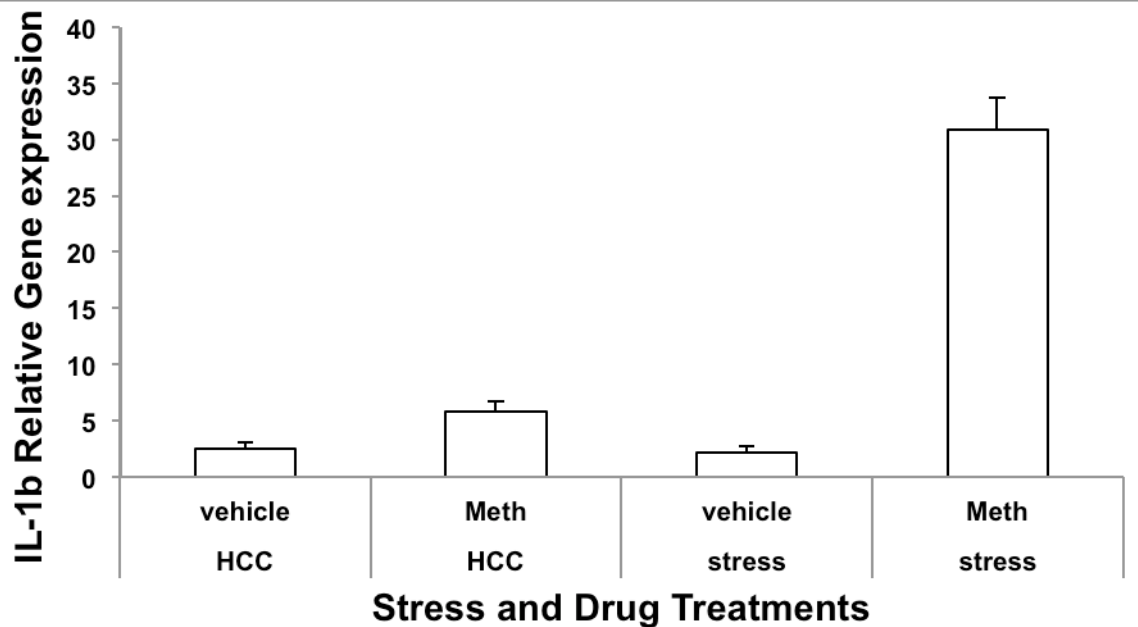 IL-1b Relative Gene expression
40
35
30
25
20
15
10
5
0
vehicle Meth vehicle Meth
HCC HCC stress stress
Stress and Drug Treatments